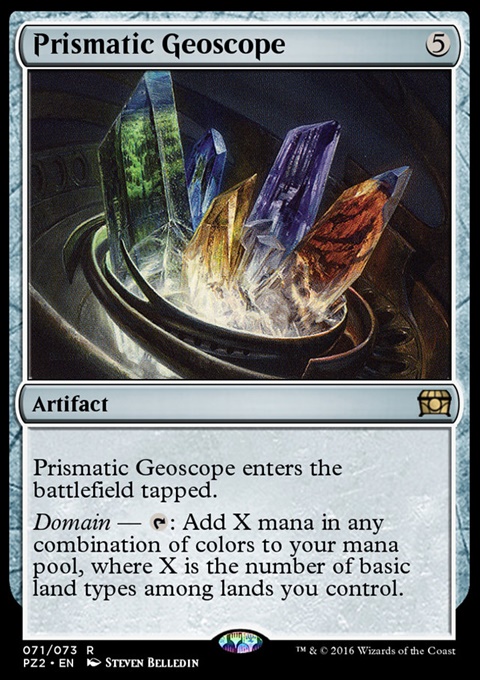 Prismatic Geoscope 5
Artifact
Prismatic Geoscope enters the
battlefield tapped.
Domain — : Add X mana in any
combination of colors to your mana
pool, where X is the number of basic
land types among lands you control.
071/073 R
PZ2 • EN Steven Belledin
™ & © 2016 Wizards of the Coast